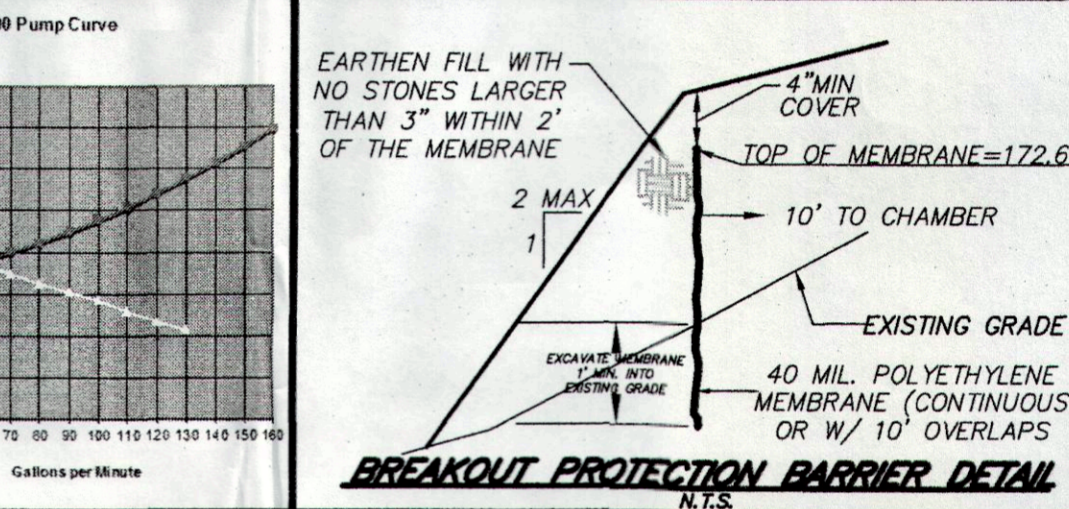 00 Pump Curve
70 80 90 100 110 120 130 140 150 160
Gallons per Minute
EARTHEN FILL WITH
NO STONES LARGER
THAN 3" WITHIN 2'
OF THE MEMBRANE
4"MIN
COVER
TOP OF MEMBRANE=172.6
2 MAX
1
10' TO CHAMBER
EXISTING GRADE
EXCAVATE MEMBRANE
1' MIN. INTO
EXISTING GRADE
40 MIL. POLYETHYLENE
MEMBRANE (CONTINUOUS
OR W/ 10' OVERLAPS
BREAKOUT PROTECTION BARRIER DETAIL
N.T.S.